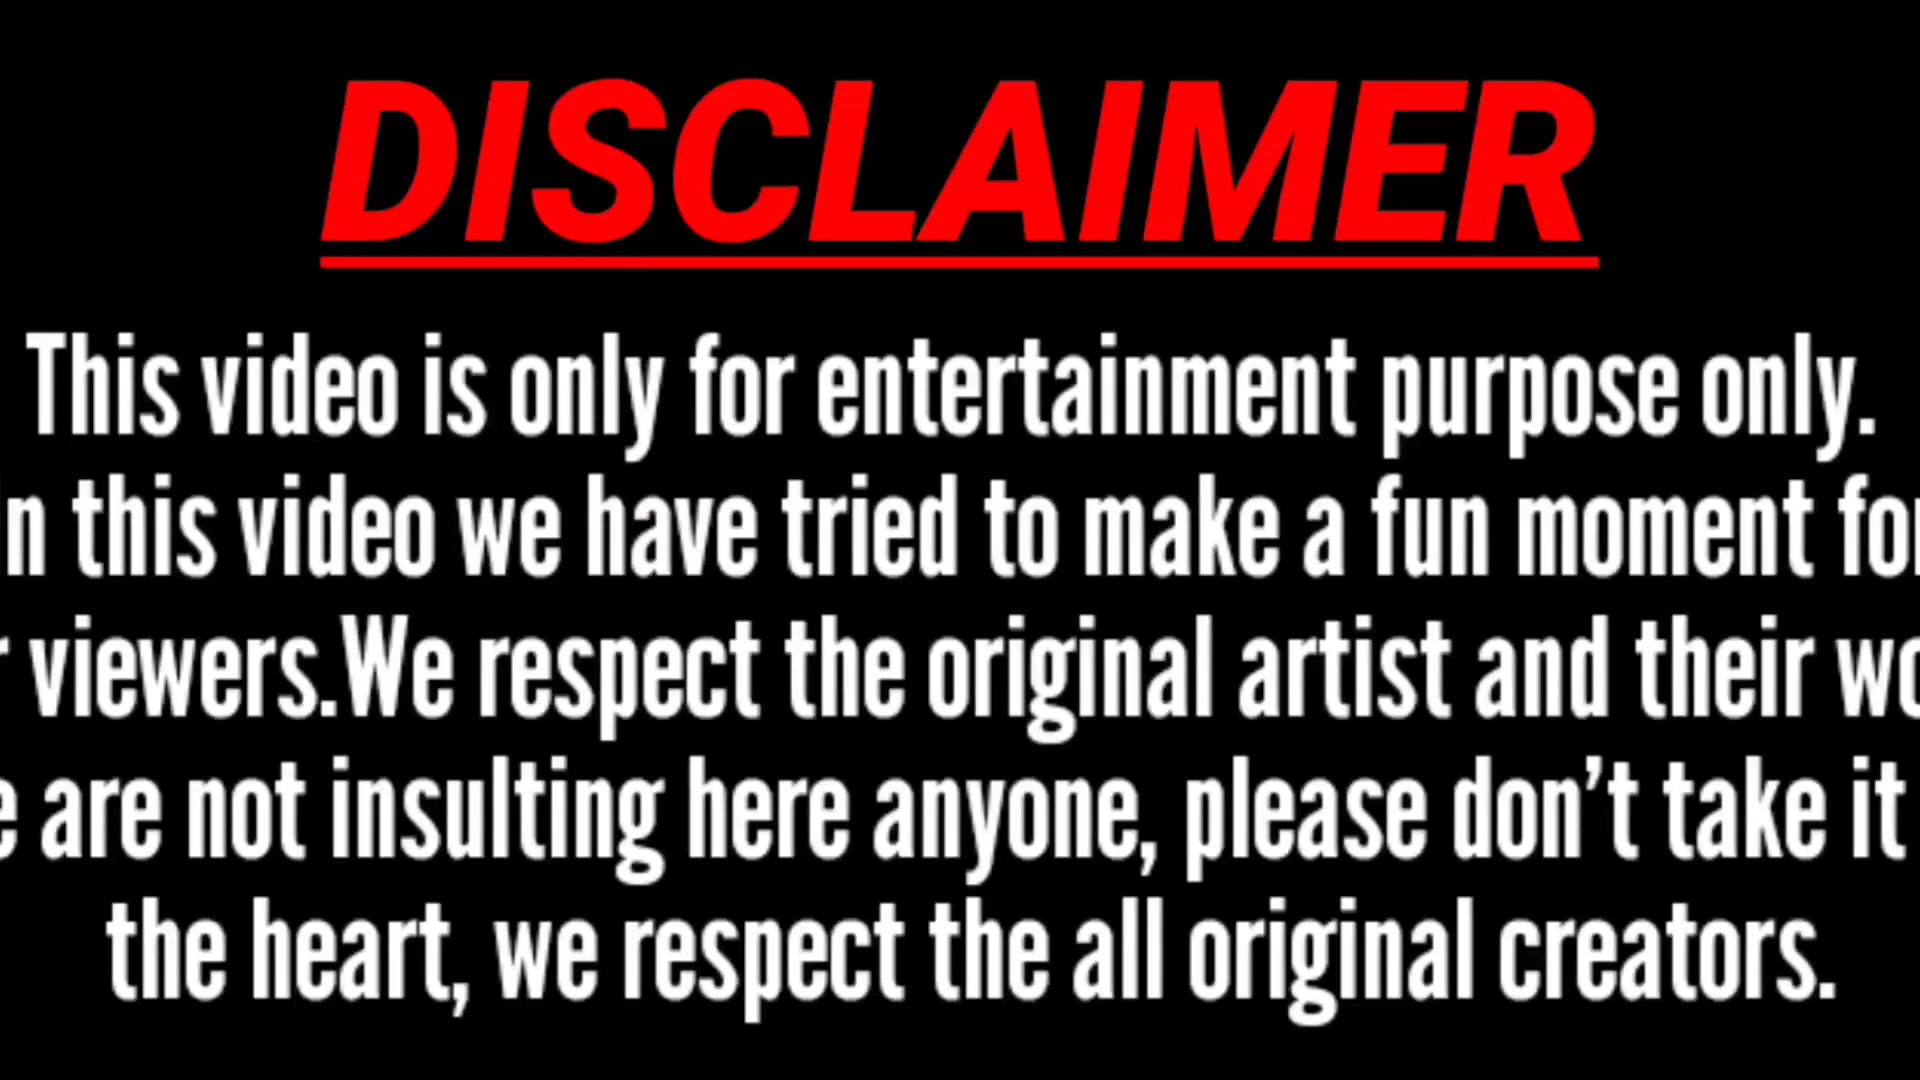 DISCLAIMER
This video is only for entertainment purpose only.
n this video we have tried to make a fun moment for
viewers.We respect the original artist and their wo
e are not insulting here anyone, please don't take it
the heart, we respect the all original creators.